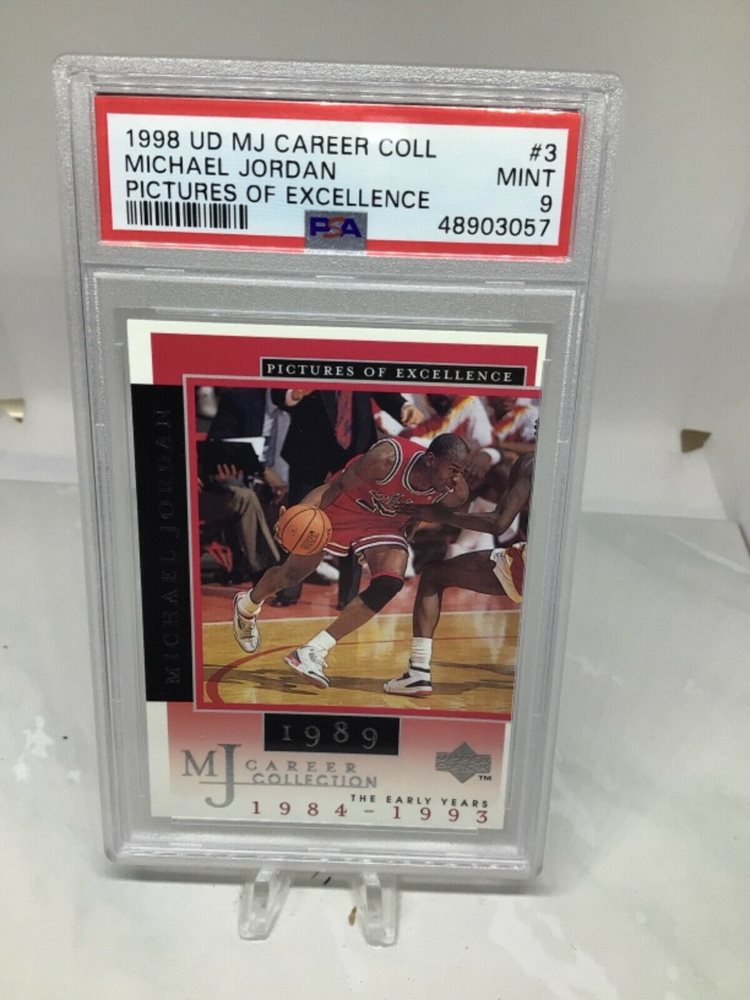 1998 UD MJ CAREER COLL #3
MICHAEL JORDAN MINT
PICTURES OF EXCELLENCE 9
PSA 48903057
PICTURES OF EXCELLENCE
MICHAEL JORDAN
1989
MJ CAREER
COLLECTION
TM
THE EARLY YEARS
1984-1993